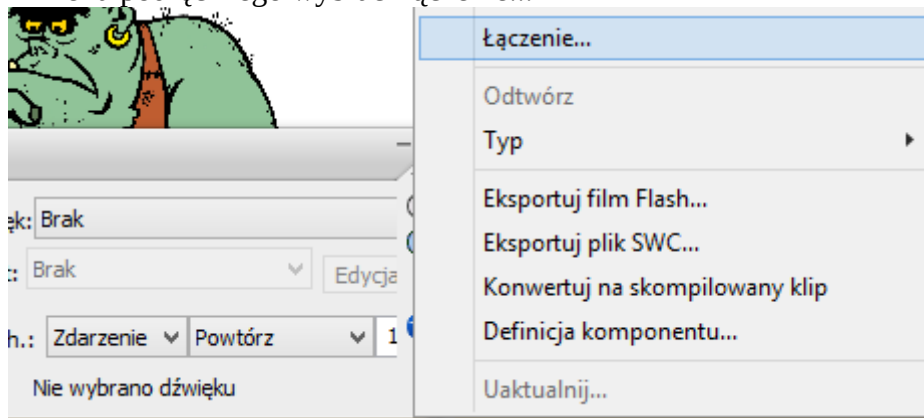 Łączenie...
Odtwórz
Typ
Eksportuj film Flash...
Eksportuj plik SWC...
Konwertuj na skompilowany klip
Definicja komponentu...
Uaktualnij...
Brak
Brak
Edycja
Zdarzenie Powtórz 1
Nie wybrano dźwięku